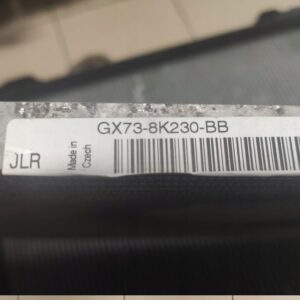 GX73-8K230-BB
JLR
Made in
Czech